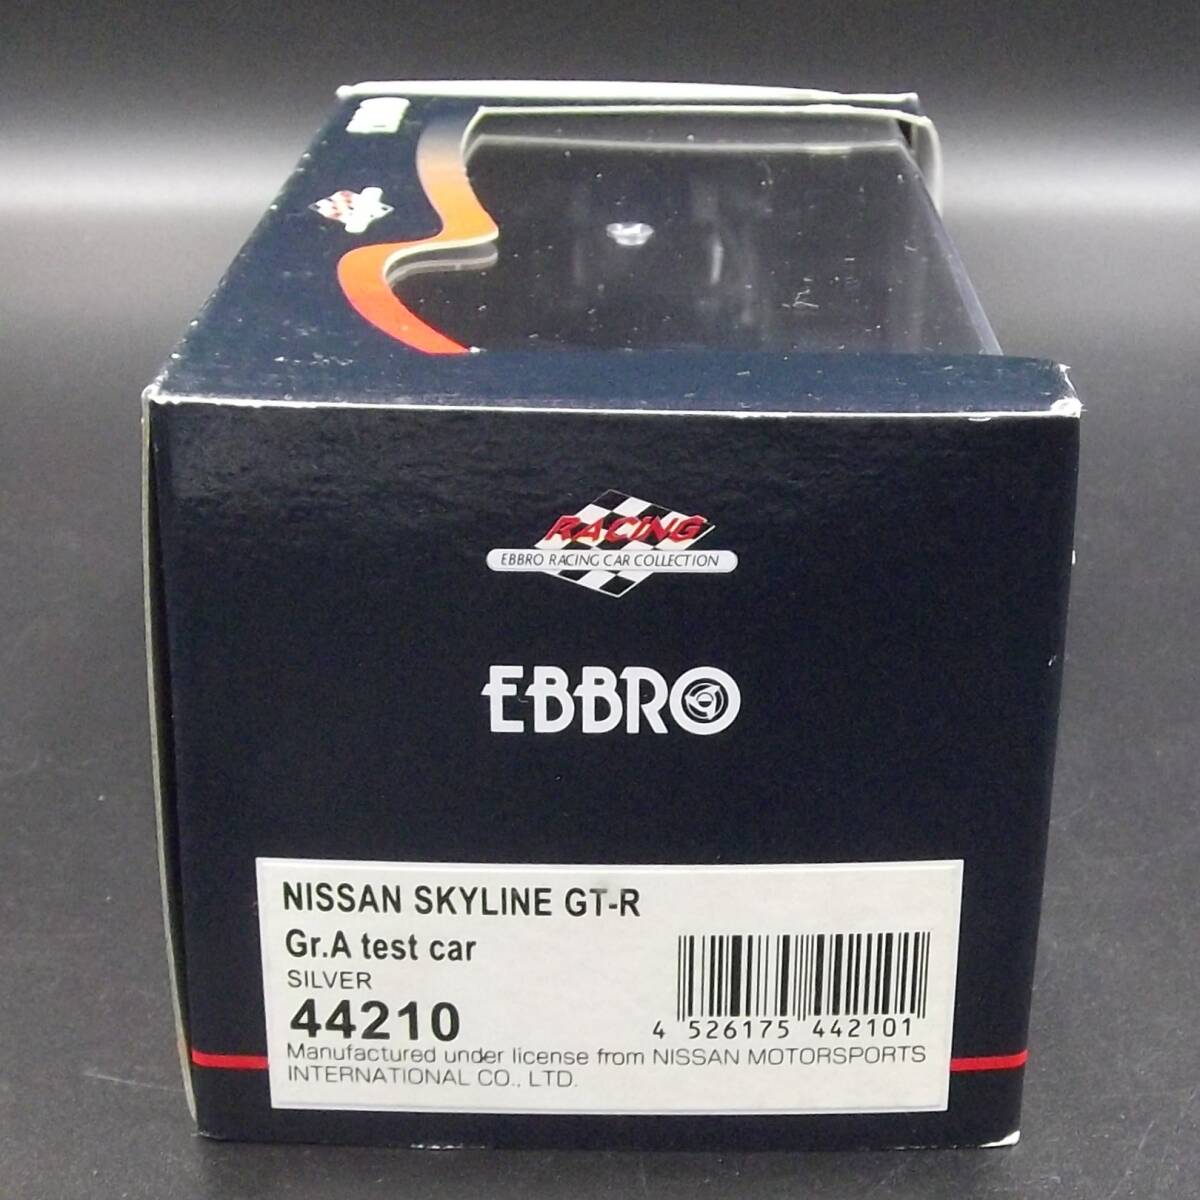 RACING
EBBRO RACING CAR COLLECTION
EBBRO
NISSAN SKYLINE GT-R
Gr.A test car
SILVER
44210
4 526175 442101
Manufactured under license from NISSAN MOTORSPORTS
INTERNATIONAL CO., LTD.